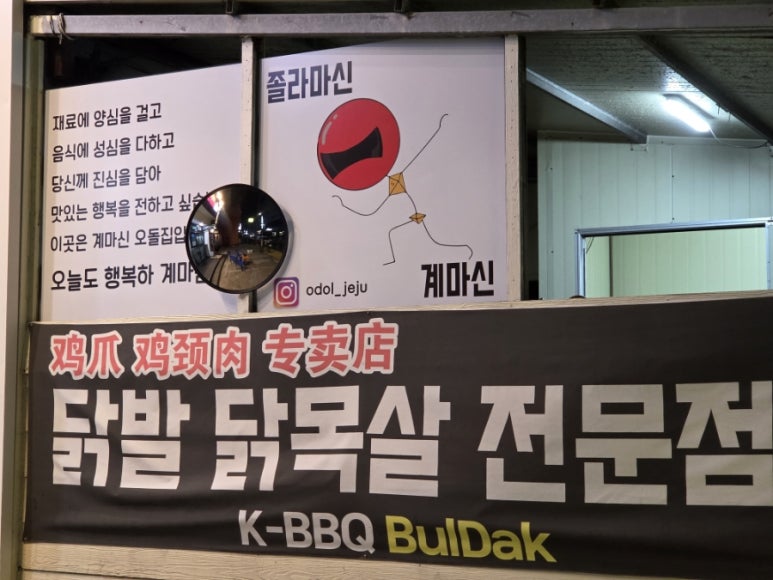 재료에 양심을 걸고
음식에 성심을 다하고
당신께 진심을 담아
맛있는 행복을 전하고
이곳은 계마신 오돌집
오늘도 행복하 계마
쫄라마신
계마신
odol_jeju
鸡爪 鸡颈肉 专卖店
닭발 닭목살 전문점
K-BBQ BulDak